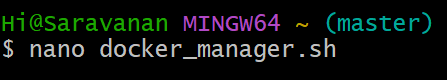 Hi@Saravanan MINGW64 ~ (master)
$ nano docker_manager.sh